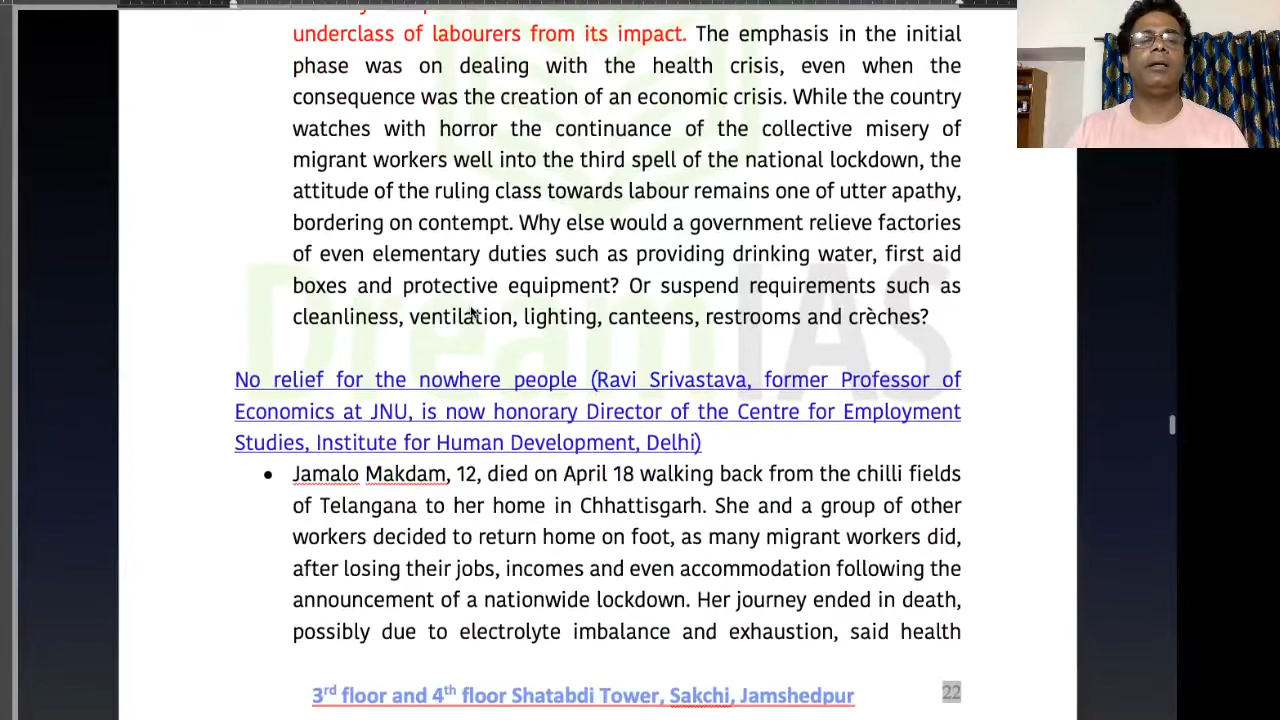 underclass of labourers from its impact. The emphasis in the initial
phase was on dealing with the health crisis, even when the
consequence was the creation of an economic crisis. While the country
watches with horror the continuance of the collective misery of
migrant workers well into the third spell of the national lockdown, the
attitude of the ruling class towards labour remains one of utter apathy,
bordering on contempt. Why else would a government relieve factories
of even elementary duties such as providing drinking water, first aid
boxes and protective equipment? Or suspend requirements such as
cleanliness, ventilation, lighting, canteens, restrooms and crèches?
DreamIAS
No relief for the nowhere people (Ravi Srivastava, former Professor of
Economics at JNU, is now honorary Director of the Centre for Employment
Studies, Institute for Human Development, Delhi)
• Jamalo Makdam, 12, died on April 18 walking back from the chilli fields
of Telangana to her home in Chhattisgarh. She and a group of other
workers decided to return home on foot, as many migrant workers did,
after losing their jobs, incomes and even accommodation following the
announcement of a nationwide lockdown. Her journey ended in death,
possibly due to electrolyte imbalance and exhaustion, said health
3rd floor and 4th floor Shatabdi Tower, Sakchi, Jamshedpur
22